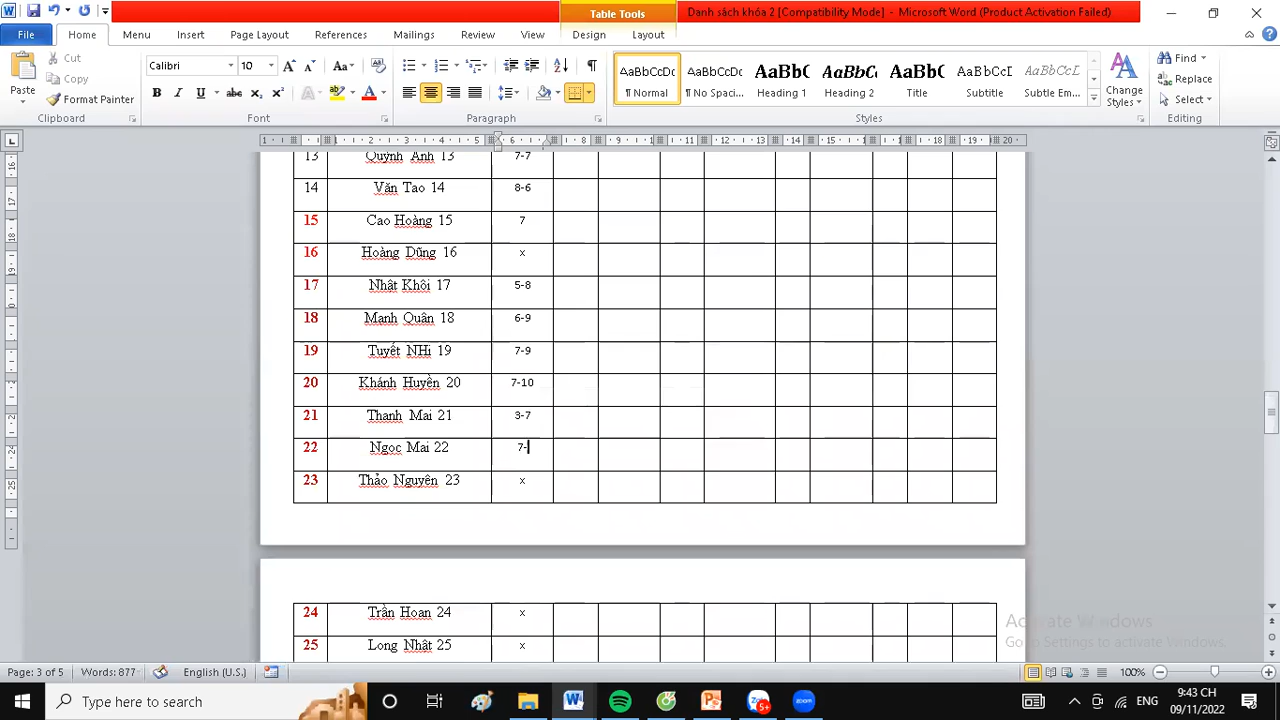 Table Tools
Dansh sách khóa 2 [Compatibility Mode] - Microsoft Word (Product Activation Failed)
File Home Menu Insert Page Layout References Mailings Review View Design Layout
Cut
Copy
Format Painter
Paste
Clipboard
Calibri 10
Font
Paragraph
AaBbCcDc AaBbCcDc AaBbC AaBbCc AaBbC AaBbCcD AaBbCcD
¶ Normal ¶ No Spaci... Heading 1 Heading 2 Title Subtitle Subtle Em...
Change Styles
Styles
Find
Replace
Select
Editing
13 Quỳnh Anh 13 7-7
14 Văn Tao 14 8-6
15 Cao Hoàng 15 7
16 Hoàng Dũng 16 x
17 Nhật Khôi 17 5-8
18 Mạnh Quân 18 6-9
19 Tuyết NHi 19 7-9
20 Khánh Huyền 20 7-10
21 Thanh Mai 21 3-7
22 Ngọc Mai 22 7-
23 Thảo Nguyên 23 x
24 Trần Hoan 24 x
25 Long Nhật 25 x
Activate Windows
Go to Settings to activate Windows.
Page: 3 of 5 Words: 877 English (U.S.) 100%
Type here to search
5+
zoom
ENG
9:43 CH
09/11/2022